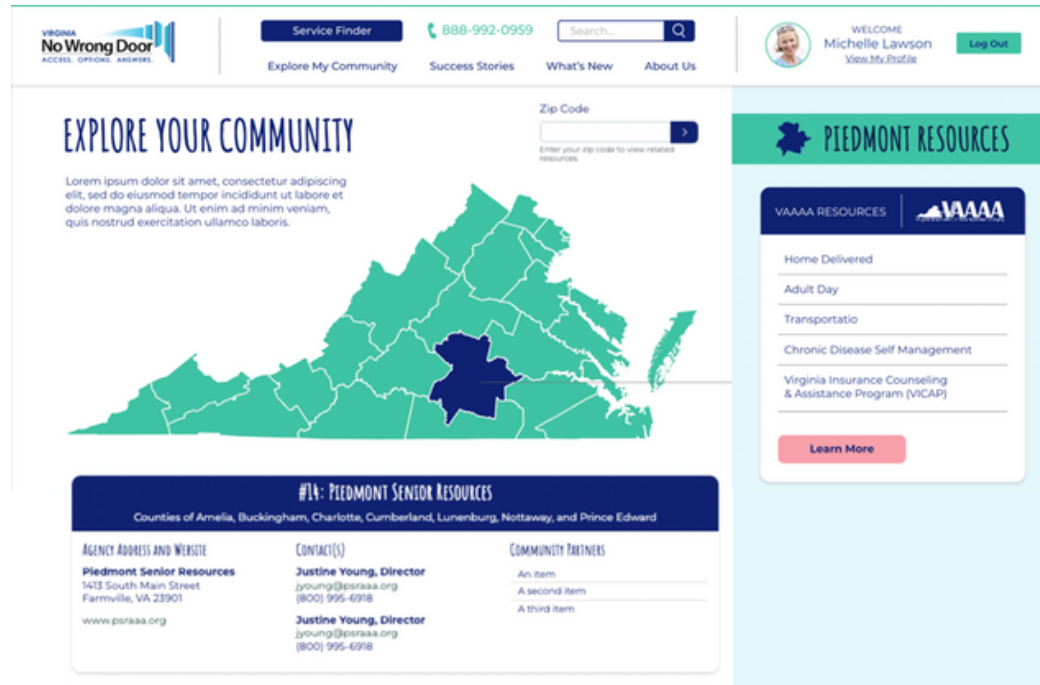 VIRGINIA
No Wrong Door
ACCESS. OPTIONS. ANSWERS.
Service Finder
888-992-0959
Search...
Explore My Community
Success Stories
What's New
About Us
WELCOME
Michelle Lawson
View My Profile
Log Out
EXPLORE YOUR COMMUNITY
Lorem ipsum dolor sit amet, consectetur adipiscing
elit, sed do eiusmod tempor incididunt ut labore et
dolore magna aliqua. Ut enim ad minim veniam,
quis nostrud exercitation ullamco laboris.
Zip Code
Enter your zip code to view related
resources.
PIEDMONT RESOURCES
VAAAA RESOURCES
VAAAA
Home Delivered
Adult Day
Transportatio
Chronic Disease Self Management
Virginia Insurance Counseling
& Assistance Program (VICAP)
Learn More
#14: PIEDMONT SENIOR RESOURCES
Counties of Amelia, Buckingham, Charlotte, Cumberland, Lunenburg, Nottaway, and Prince Edward
AGENCY ADDRESS AND WEBSITE
Piedmont Senior Resources
1413 South Main Street
Farmville, VA 23901
www.psraaa.org
CONTACT(S)
Justine Young, Director
jyoung@psraaa.org
(800) 995-6918
Justine Young, Director
jyoung@psraaa.org
(800) 995-6918
COMMUNITY PARTNERS
An item
A second item
A third item